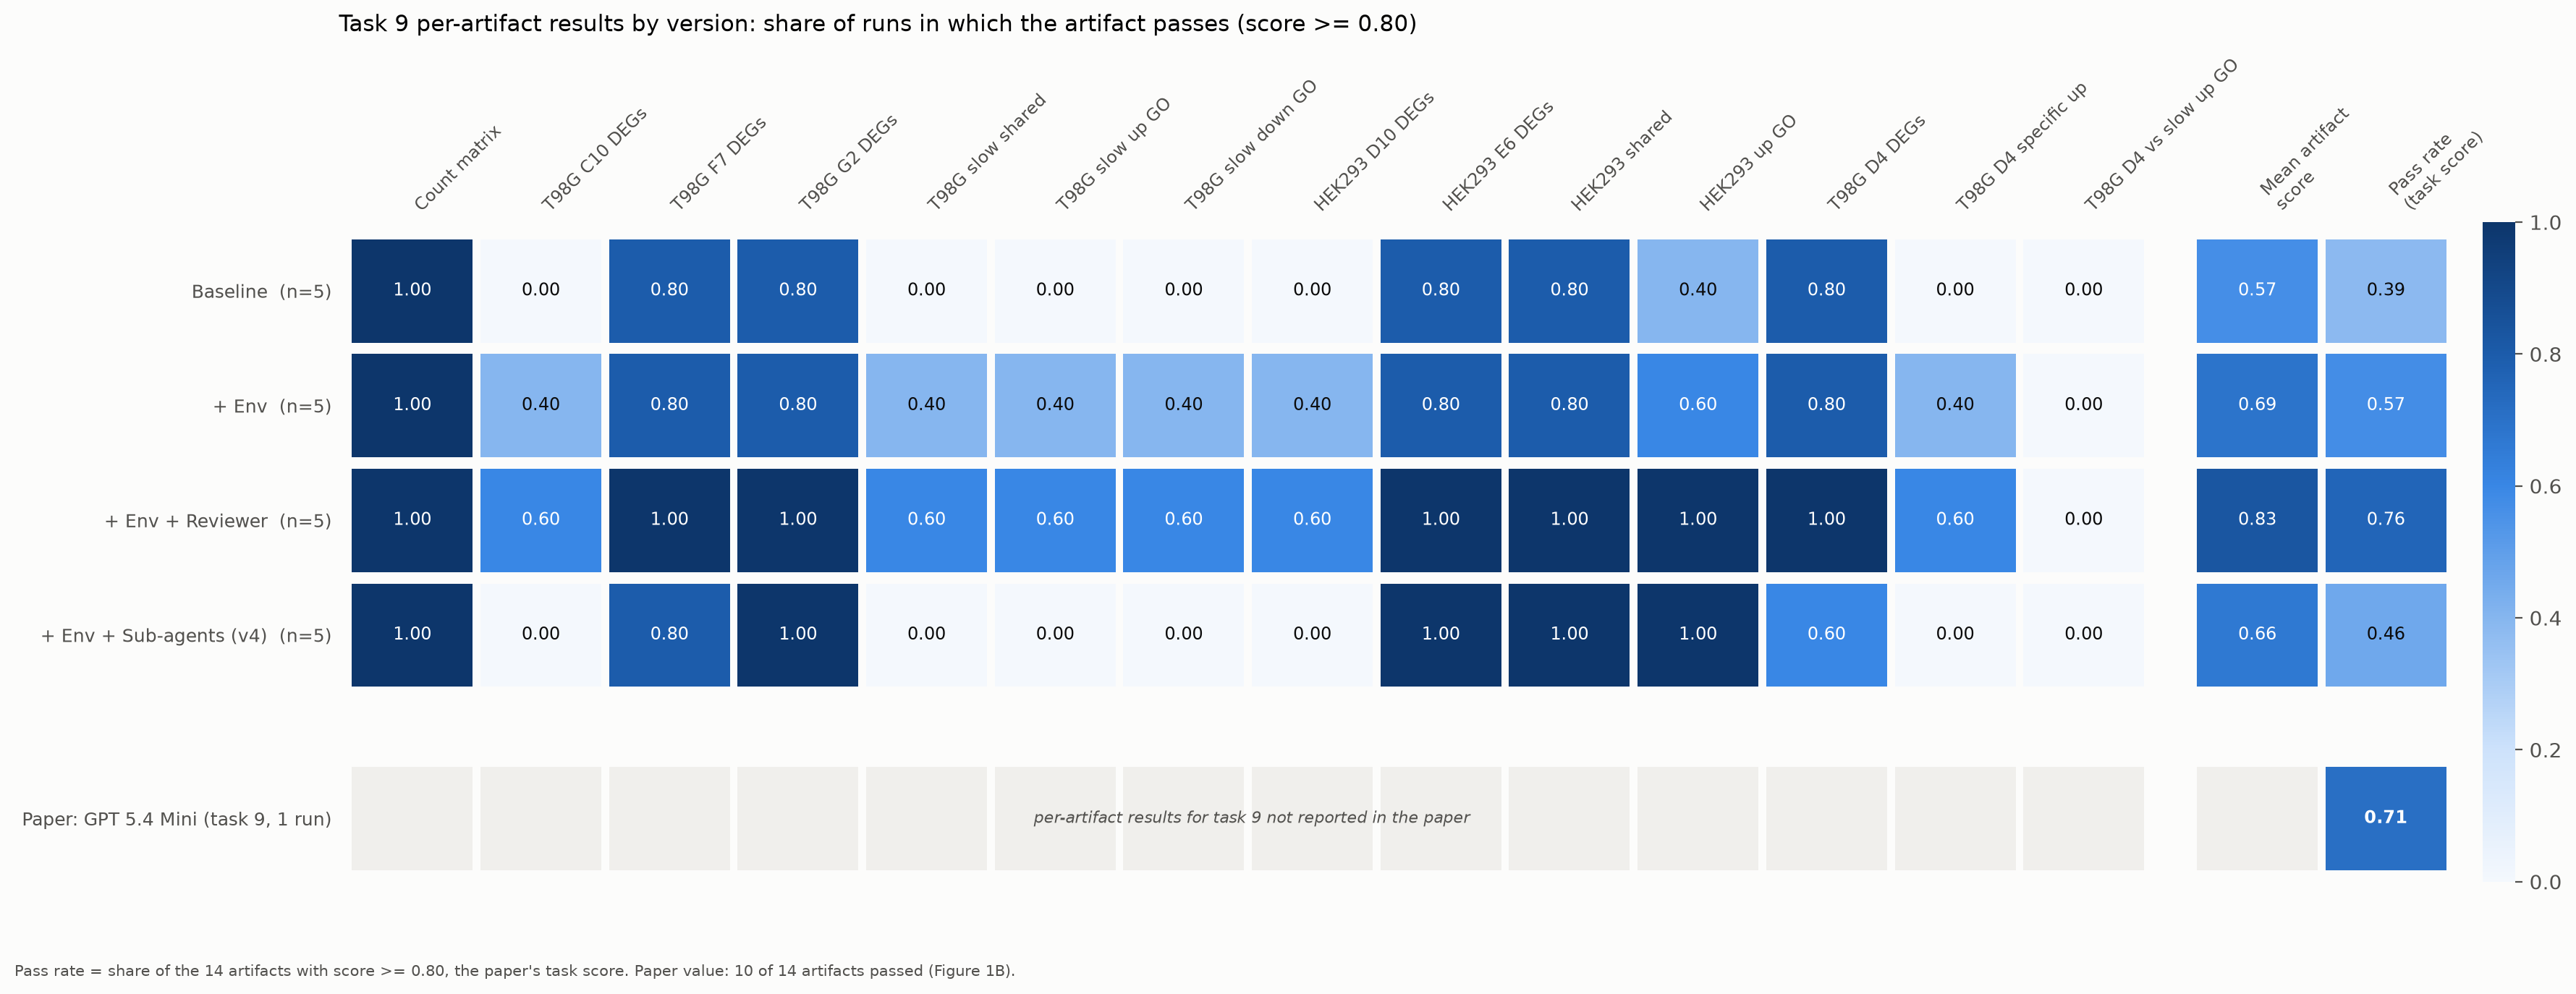 Task 9 per-artifact results by version: share of runs in which the artifact passes (score >= 0.80)
Count matrix
T98G C10 DEGs
T98G F7 DEGs
T98G G2 DEGs
T98G slow shared
T98G slow up GO
T98G slow down GO
HEK293 D10 DEGs
HEK293 E6 DEGs
HEK293 shared
HEK293 up GO
T98G D4 DEGs
T98G D4 specific up
T98G D4 vs slow up GO
Mean artifact
score
Pass rate
(task score)
Baseline (n=5) 1.00 0.00 0.80 0.80 0.00 0.00 0.00 0.00 0.80 0.80 0.40 0.80 0.00 0.00 0.57 0.39
+ Env (n=5) 1.00 0.40 0.80 0.80 0.40 0.40 0.40 0.40 0.80 0.80 0.60 0.80 0.40 0.00 0.69 0.57
+ Env + Reviewer (n=5) 1.00 0.60 1.00 1.00 0.60 0.60 0.60 0.60 1.00 1.00 1.00 1.00 0.60 0.00 0.83 0.76
+ Env + Sub-agents (v4) (n=5) 1.00 0.00 0.80 1.00 0.00 0.00 0.00 0.00 1.00 1.00 1.00 0.60 0.00 0.00 0.66 0.46
Paper: GPT 5.4 Mini (task 9, 1 run) per-artifact results for task 9 not reported in the paper 0.71
1.0
0.8
0.6
0.4
0.2
0.0
Pass rate = share of the 14 artifacts with score >= 0.80, the paper's task score. Paper value: 10 of 14 artifacts passed (Figure 1B).